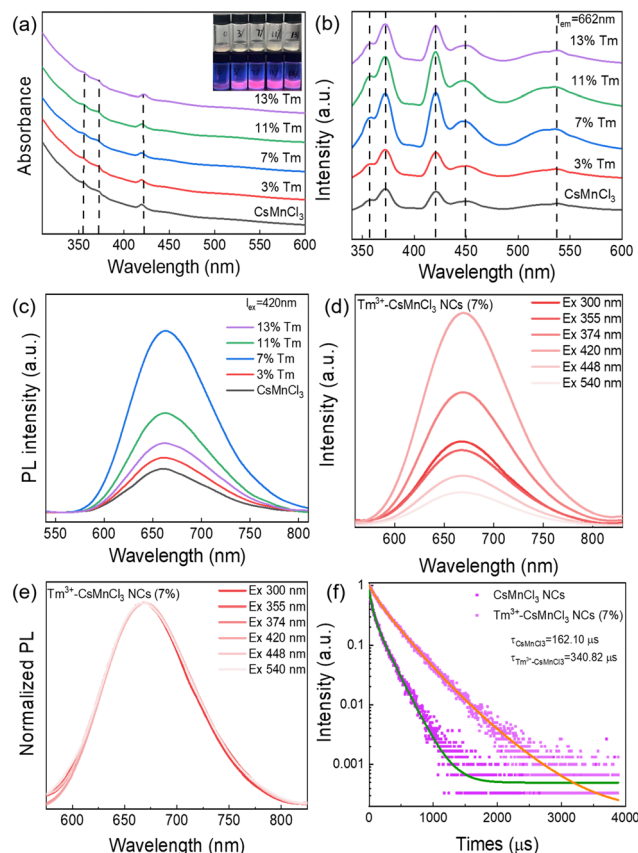 (a)
0 3/ 7/ 11/ 13/
13% Tm
11% Tm
7% Tm
3% Tm
CsMnCl3
Absorbance
400 450 500 550 600
Wavelength (nm)
(b)
Iem=662nm
13% Tm
11% Tm
7% Tm
3% Tm
CsMnCl3
Intensity (a.u.)
350 400 450 500 550 600
Wavelength (nm)
(c)
Iex=420nm
13% Tm
11% Tm
7% Tm
3% Tm
CsMnCl3
PL intensity (a.u.)
550 600 650 700 750 800
Wavelength (nm)
(d)
Tm3+-CsMnCl3 NCs (7%)
Ex 300 nm
Ex 355 nm
Ex 374 nm
Ex 420 nm
Ex 448 nm
Ex 540 nm
Intensity (a.u.)
600 650 700 750 800
Wavelength (nm)
(e)
Tm3+-CsMnCl3 NCs (7%)
Ex 300 nm
Ex 355 nm
Ex 374 nm
Ex 420 nm
Ex 448 nm
Ex 540 nm
Normalized PL
600 650 700 750 800
Wavelength (nm)
(f)
CsMnCl3 NCs
Tm3+-CsMnCl3 NCs (7%)
τCsMnCl3=162.10 μs
τTm3+-CsMnCl3=340.82 μs
Intensity (a.u.)
1
0.1
0.01
0.001
0 1000 2000 3000 4000
Times (μs)